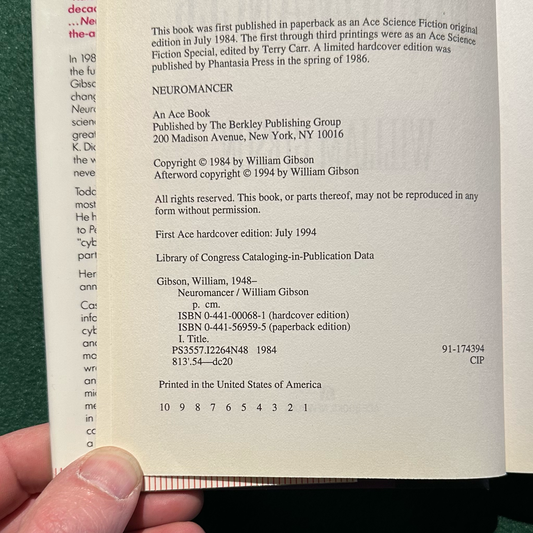 This book was first published in paperback as an Ace Science Fiction original
edition in July 1984. The first through third printings were as an Ace Science
Fiction Special, edited by Terry Carr. A limited hardcover edition was
published by Phantasia Press in the spring of 1986.
NEUROMANCER
An Ace Book
Published by The Berkley Publishing Group
200 Madison Avenue, New York, NY 10016
Copyright © 1984 by William Gibson
Afterword copyright © 1994 by William Gibson
All rights reserved. This book, or parts thereof, may not be reproduced in any
form without permission.
First Ace hardcover edition: July 1994
Library of Congress Cataloging-in-Publication Data
Gibson, William, 1948–
Neuromancer / William Gibson
p. cm.
ISBN 0-441-00068-1 (hardcover edition)
ISBN 0-441-56959-5 (paperback edition)
I. Title.
PS3557.I2264N48 1984 91-174394
813'.54—dc20 CIP
Printed in the United States of America
10 9 8 7 6 5 4 3 2 1